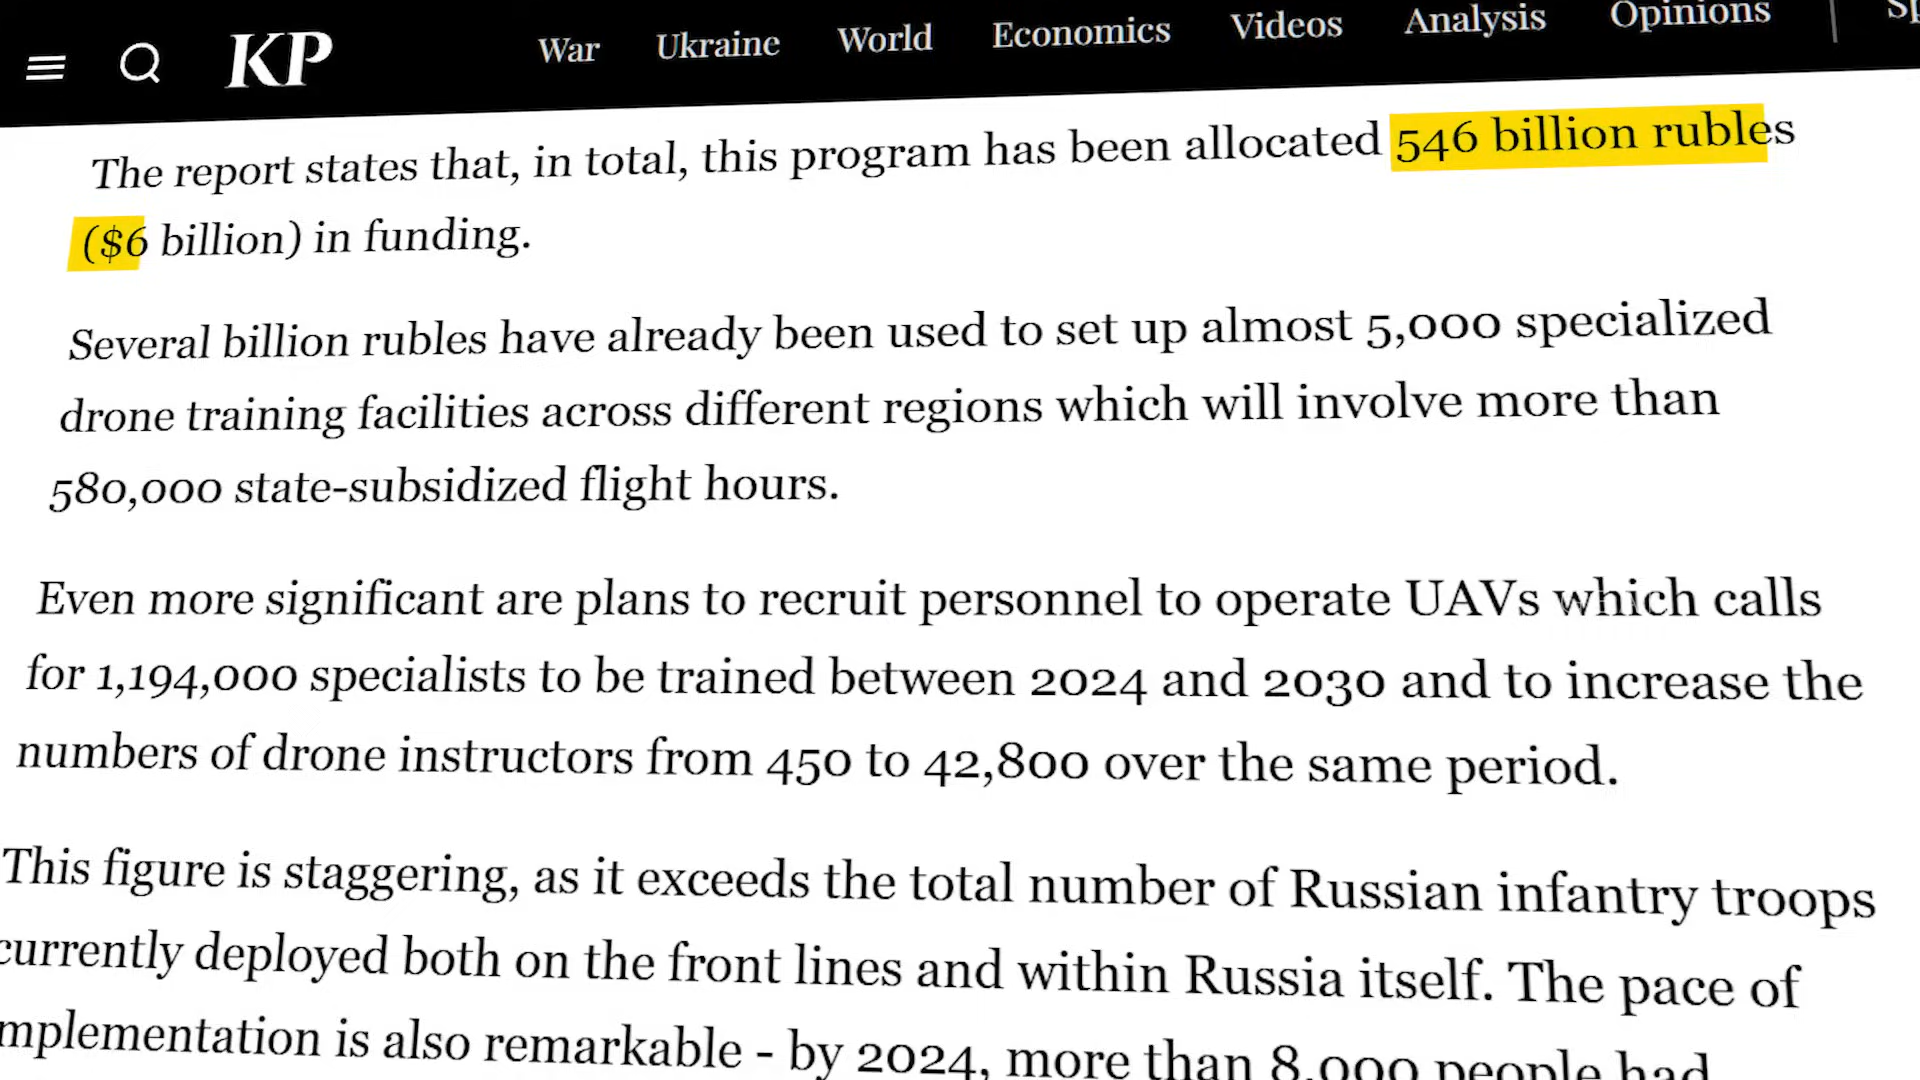 KP War Ukraine World Economics Videos Analysis Opinions
The report states that, in total, this program has been allocated 546 billion rubles
($6 billion) in funding.
Several billion rubles have already been used to set up almost 5,000 specialized
drone training facilities across different regions which will involve more than
580,000 state-subsidized flight hours.
Even more significant are plans to recruit personnel to operate UAVs which calls
for 1,194,000 specialists to be trained between 2024 and 2030 and to increase the
numbers of drone instructors from 450 to 42,800 over the same period.
This figure is staggering, as it exceeds the total number of Russian infantry troops
currently deployed both on the front lines and within Russia itself. The pace of
mplementation is also remarkable - by 2024, more than 8,000 people had